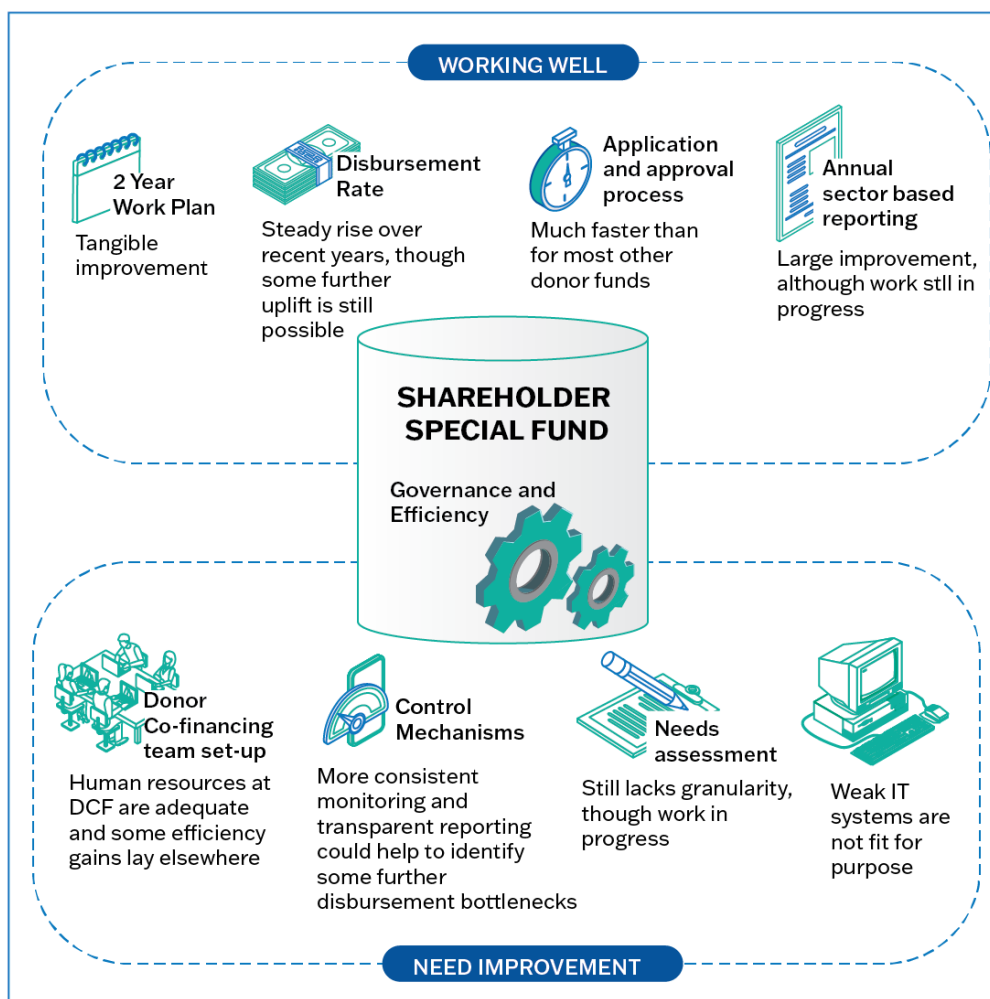 WORKING WELL
2 Year
Work Plan
Tangible
improvement
Disbursement
Rate
Steady rise over
recent years, though
some further
uplift is still
possible
Application
and approval
process
Much faster than
for most other
donor funds
Annual
sector based
reporting
Large improvement,
although work stll in
progress
SHAREHOLDER
SPECIAL FUND
Governance and
Efficiency
Donor
Co-financing
team set-up
Human resources at
DCF are adequate
and some efficiency
gains lay elsewhere
Control
Mechanisms
More consistent
monitoring and
transparent reporting
could help to identify
some further
disbursement bottlenecks
Needs
assessment
Still lacks granularity,
though work in
progress
Weak IT
systems are
not fit for
purpose
NEED IMPROVEMENT